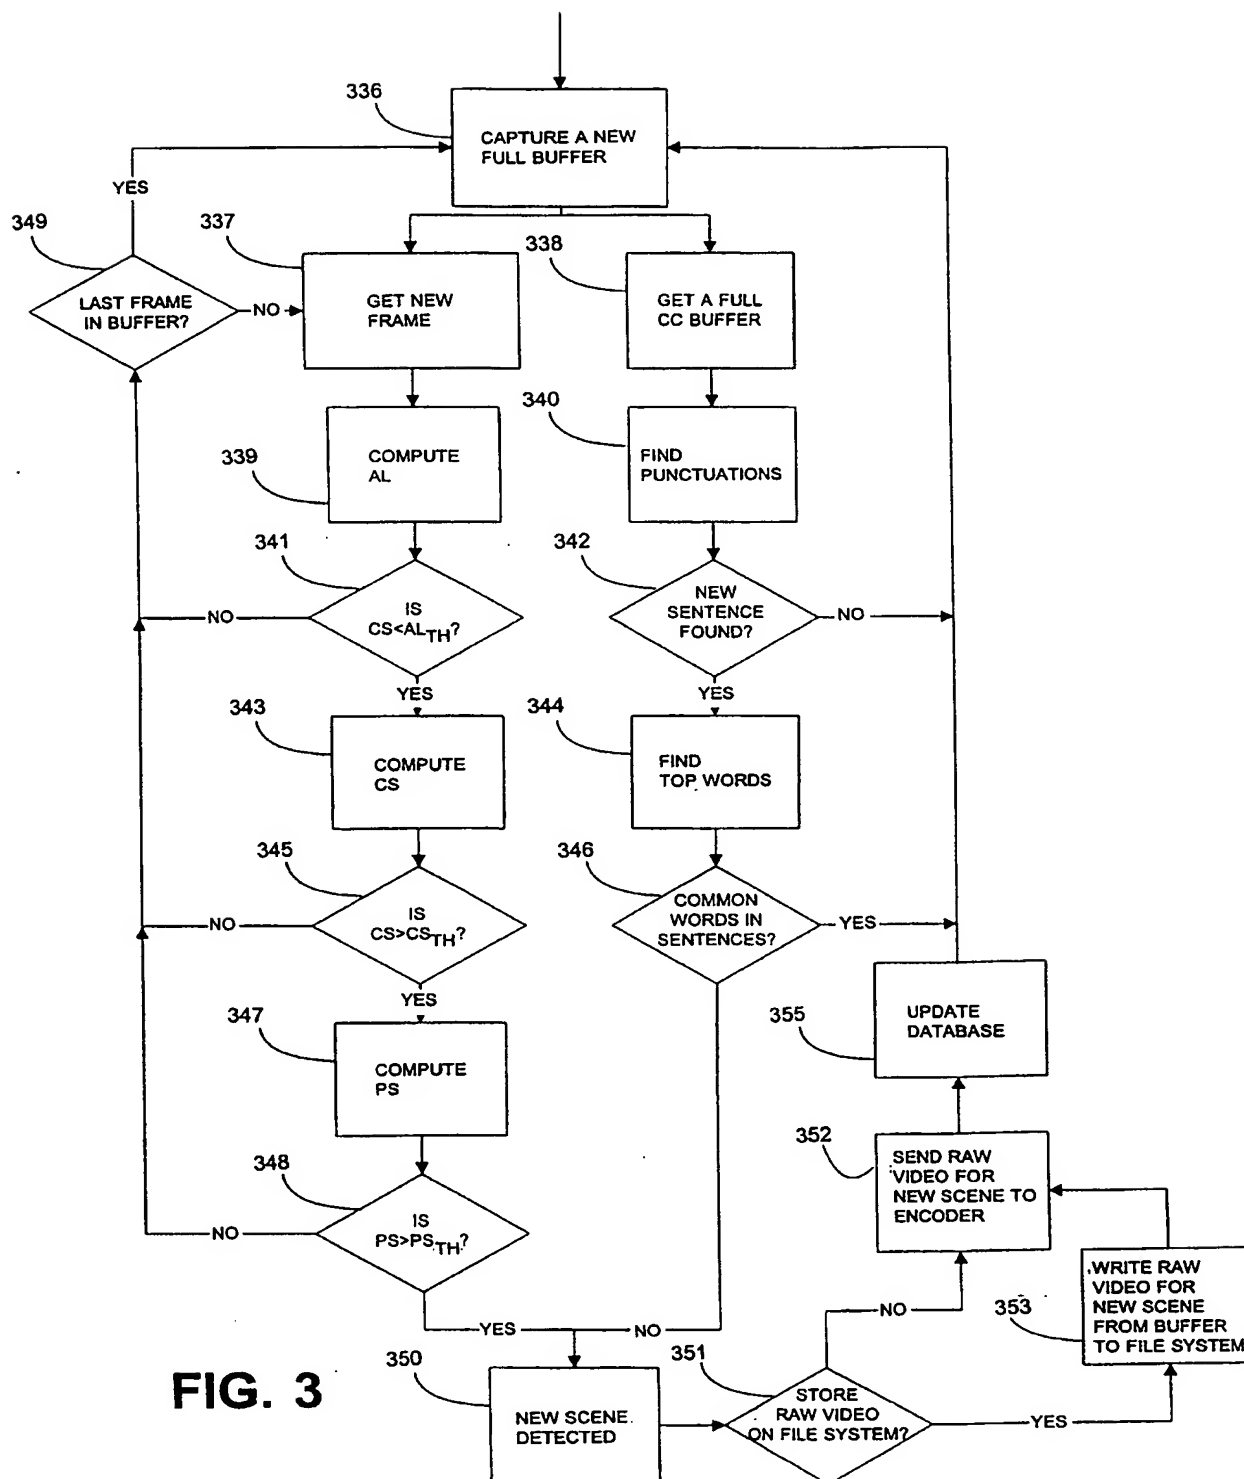 336
CAPTURE A NEW
FULL BUFFER
YES
349
LAST FRAME
IN BUFFER?
NO
337
GET NEW
FRAME
338
GET A FULL
CC BUFFER
339
COMPUTE
AL
340
FIND
PUNCTUATIONS
341
IS
CS<AL_TH?
NO
YES
342
NEW
SENTENCE
FOUND?
NO
YES
343
COMPUTE
CS
344
FIND
TOP WORDS
345
IS
CS>CS_TH?
NO
YES
346
COMMON
WORDS IN
SENTENCES?
YES
347
COMPUTE
PS
355
UPDATE
DATABASE
348
IS
PS>PS_TH?
NO
YES
NO
352
SEND RAW
VIDEO FOR
NEW SCENE TO
ENCODER
353
WRITE RAW
VIDEO FOR
NEW SCENE
FROM BUFFER
TO FILE SYSTEM
350
NEW SCENE
DETECTED
351
STORE
RAW VIDEO
ON FILE SYSTEM?
NO
YES
FIG. 3